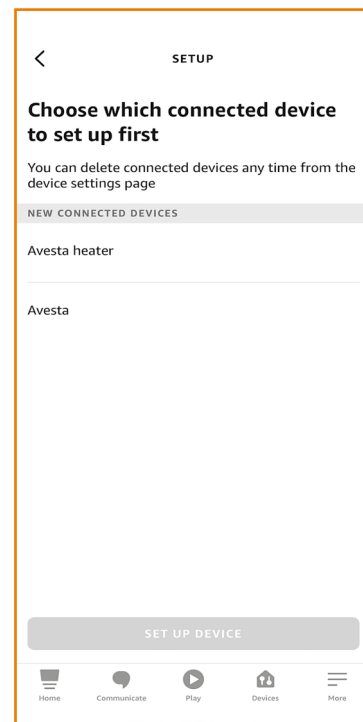 SETUP
Choose which connected device
to set up first
You can delete connected devices any time from the
device settings page
NEW CONNECTED DEVICES
Avesta heater
Avesta
SET UP DEVICE
Home Communicate Play Devices More